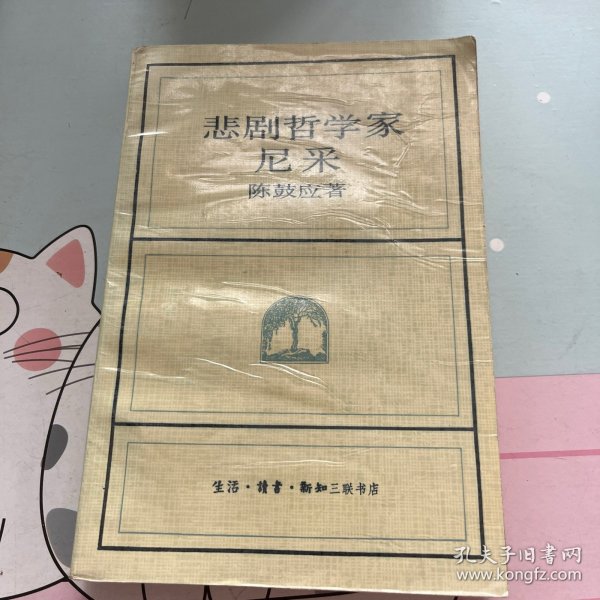 悲剧哲学家
尼采
陈鼓应著
生活·讀書·新知三联书店
孔夫子旧書网
www.kongfz.com